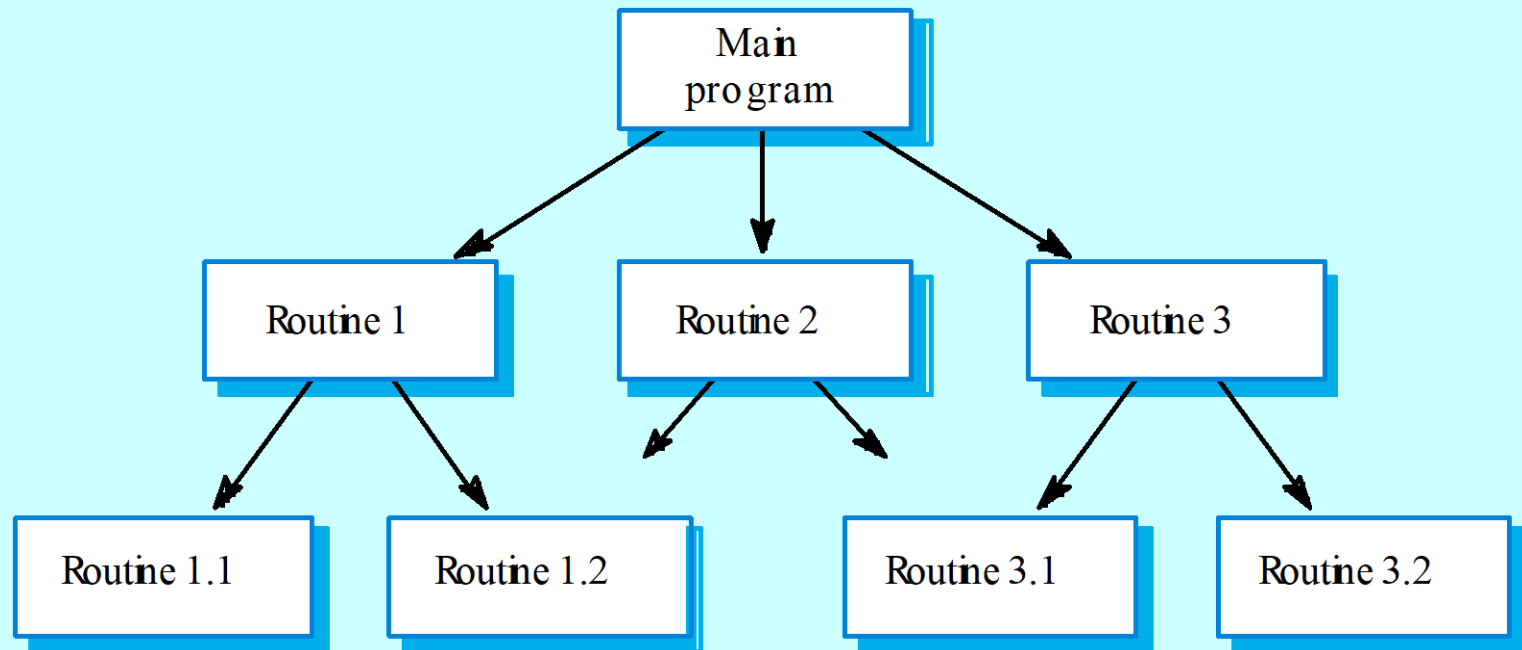 Main
program
Routine 1
Routine 2
Routine 3
Routine 1.1
Routine 1.2
Routine 3.1
Routine 3.2